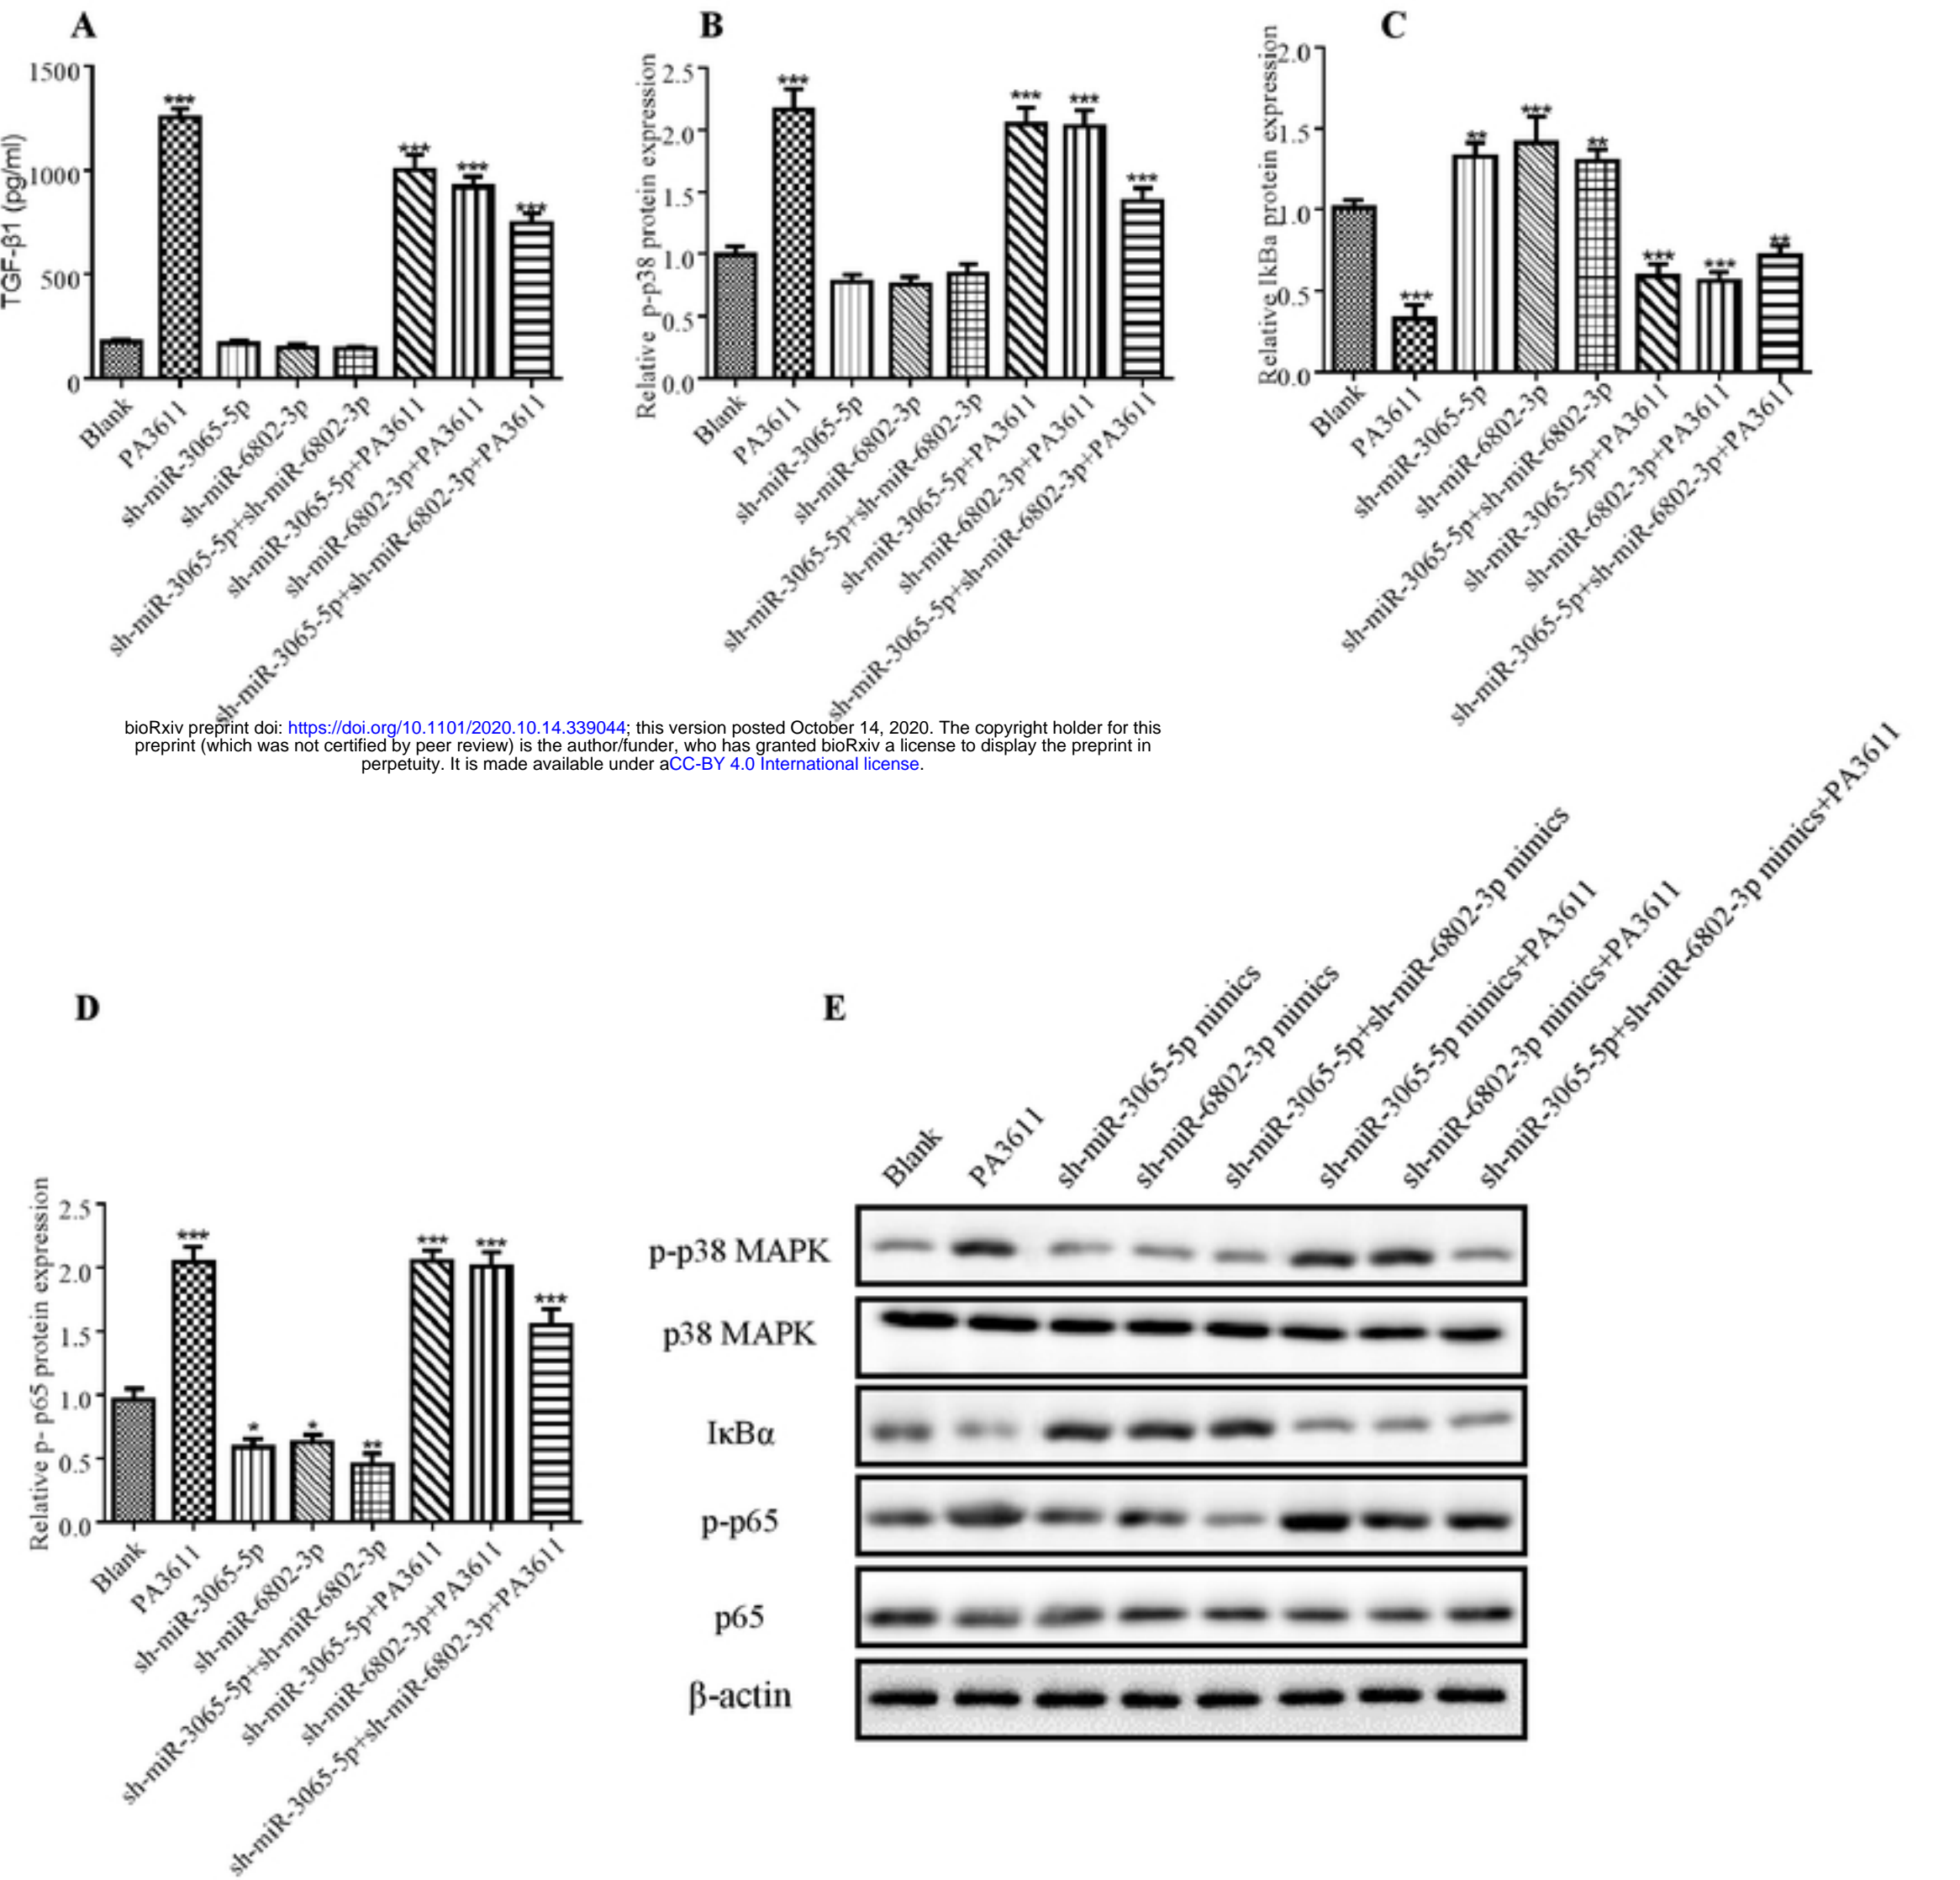 A
TGF-β1 (pg/ml)
1500
1000
500
0
***
***
***
***
Blank
PA3611
sh-miR-3065-5p
sh-miR-6802-3p
sh-miR-3065-5p+sh-miR-6802-3p
sh-miR-3065-5p+PA3611
sh-miR-6802-3p+PA3611
sh-miR-3065-5p+sh-miR-6802-3p+PA3611
B
Relative p-p38 protein expression
2.5
2.0
1.5
1.0
0.5
0.0
***
***
***
***
Blank
PA3611
sh-miR-3065-5p
sh-miR-6802-3p
sh-miR-3065-5p+sh-miR-6802-3p
sh-miR-3065-5p+PA3611
sh-miR-6802-3p+PA3611
sh-miR-3065-5p+sh-miR-6802-3p+PA3611
C
Relative IkBa protein expression
2.0
1.5
1.0
0.5
0.0
***
**
***
**
***
***
**
Blank
PA3611
sh-miR-3065-5p
sh-miR-6802-3p
sh-miR-3065-5p+sh-miR-6802-3p
sh-miR-3065-5p+PA3611
sh-miR-6802-3p+PA3611
sh-miR-3065-5p+sh-miR-6802-3p+PA3611
bioRxiv preprint doi: https://doi.org/10.1101/2020.10.14.339044; this version posted October 14, 2020. The copyright holder for this
preprint (which was not certified by peer review) is the author/funder, who has granted bioRxiv a license to display the preprint in
perpetuity. It is made available under aCC-BY 4.0 International license.
D
Relative p- p65 protein expression
2.5
2.0
1.5
1.0
0.5
0.0
***
*
*
**
***
***
***
Blank
PA3611
sh-miR-3065-5p
sh-miR-6802-3p
sh-miR-3065-5p+sh-miR-6802-3p
sh-miR-3065-5p+PA3611
sh-miR-6802-3p+PA3611
sh-miR-3065-5p+sh-miR-6802-3p+PA3611
E
Blank
PA3611
sh-miR-3065-5p mimics
sh-miR-6802-3p mimics
sh-miR-3065-5p+sh-miR-6802-3p mimics
sh-miR-3065-5p mimics+PA3611
sh-miR-6802-3p mimics+PA3611
sh-miR-3065-5p+sh-miR-6802-3p mimics+PA3611
p-p38 MAPK
p38 MAPK
IκBα
p-p65
p65
β-actin